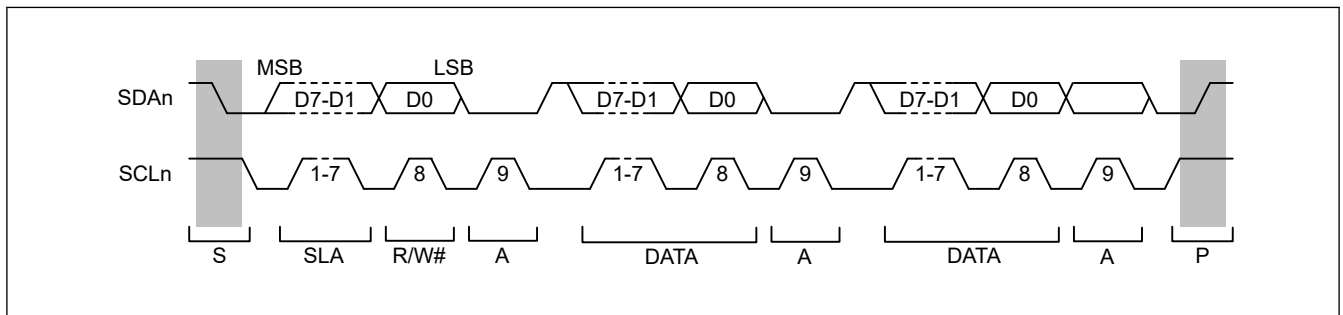 MSB LSB
SDAn D7-D1 D0 D7-D1 D0 D7-D1 D0
SCLn 1-7 8 9 1-7 8 9 1-7 8 9
S SLA R/W# A DATA A DATA A P